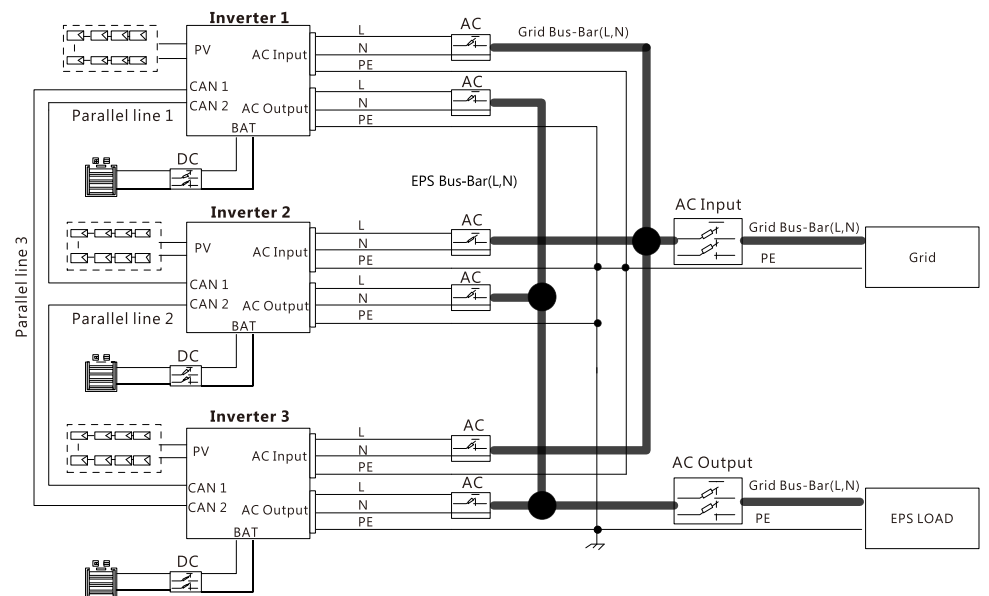 Inverter 1
PV
AC Input
CAN 1
CAN 2
AC Output
BAT
L
N
PE
L
N
PE
AC
AC
Grid Bus-Bar(L,N)
Parallel line 1
DC
EPS Bus-Bar(L,N)
Inverter 2
PV
AC Input
CAN 1
CAN 2
AC Output
BAT
L
N
PE
L
N
PE
AC
AC
AC Input
Grid Bus-Bar(L,N)
PE
Grid
Parallel line 3
Parallel line 2
DC
Inverter 3
PV
AC Input
CAN 1
CAN 2
AC Output
BAT
L
N
PE
L
N
PE
AC
AC
AC Output
Grid Bus-Bar(L,N)
PE
EPS LOAD
DC